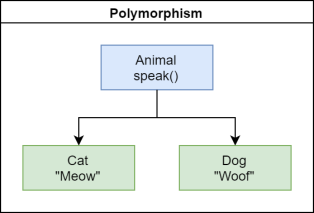 Polymorphism
Animal
speak()
Cat
"Meow"
Dog
"Woof"